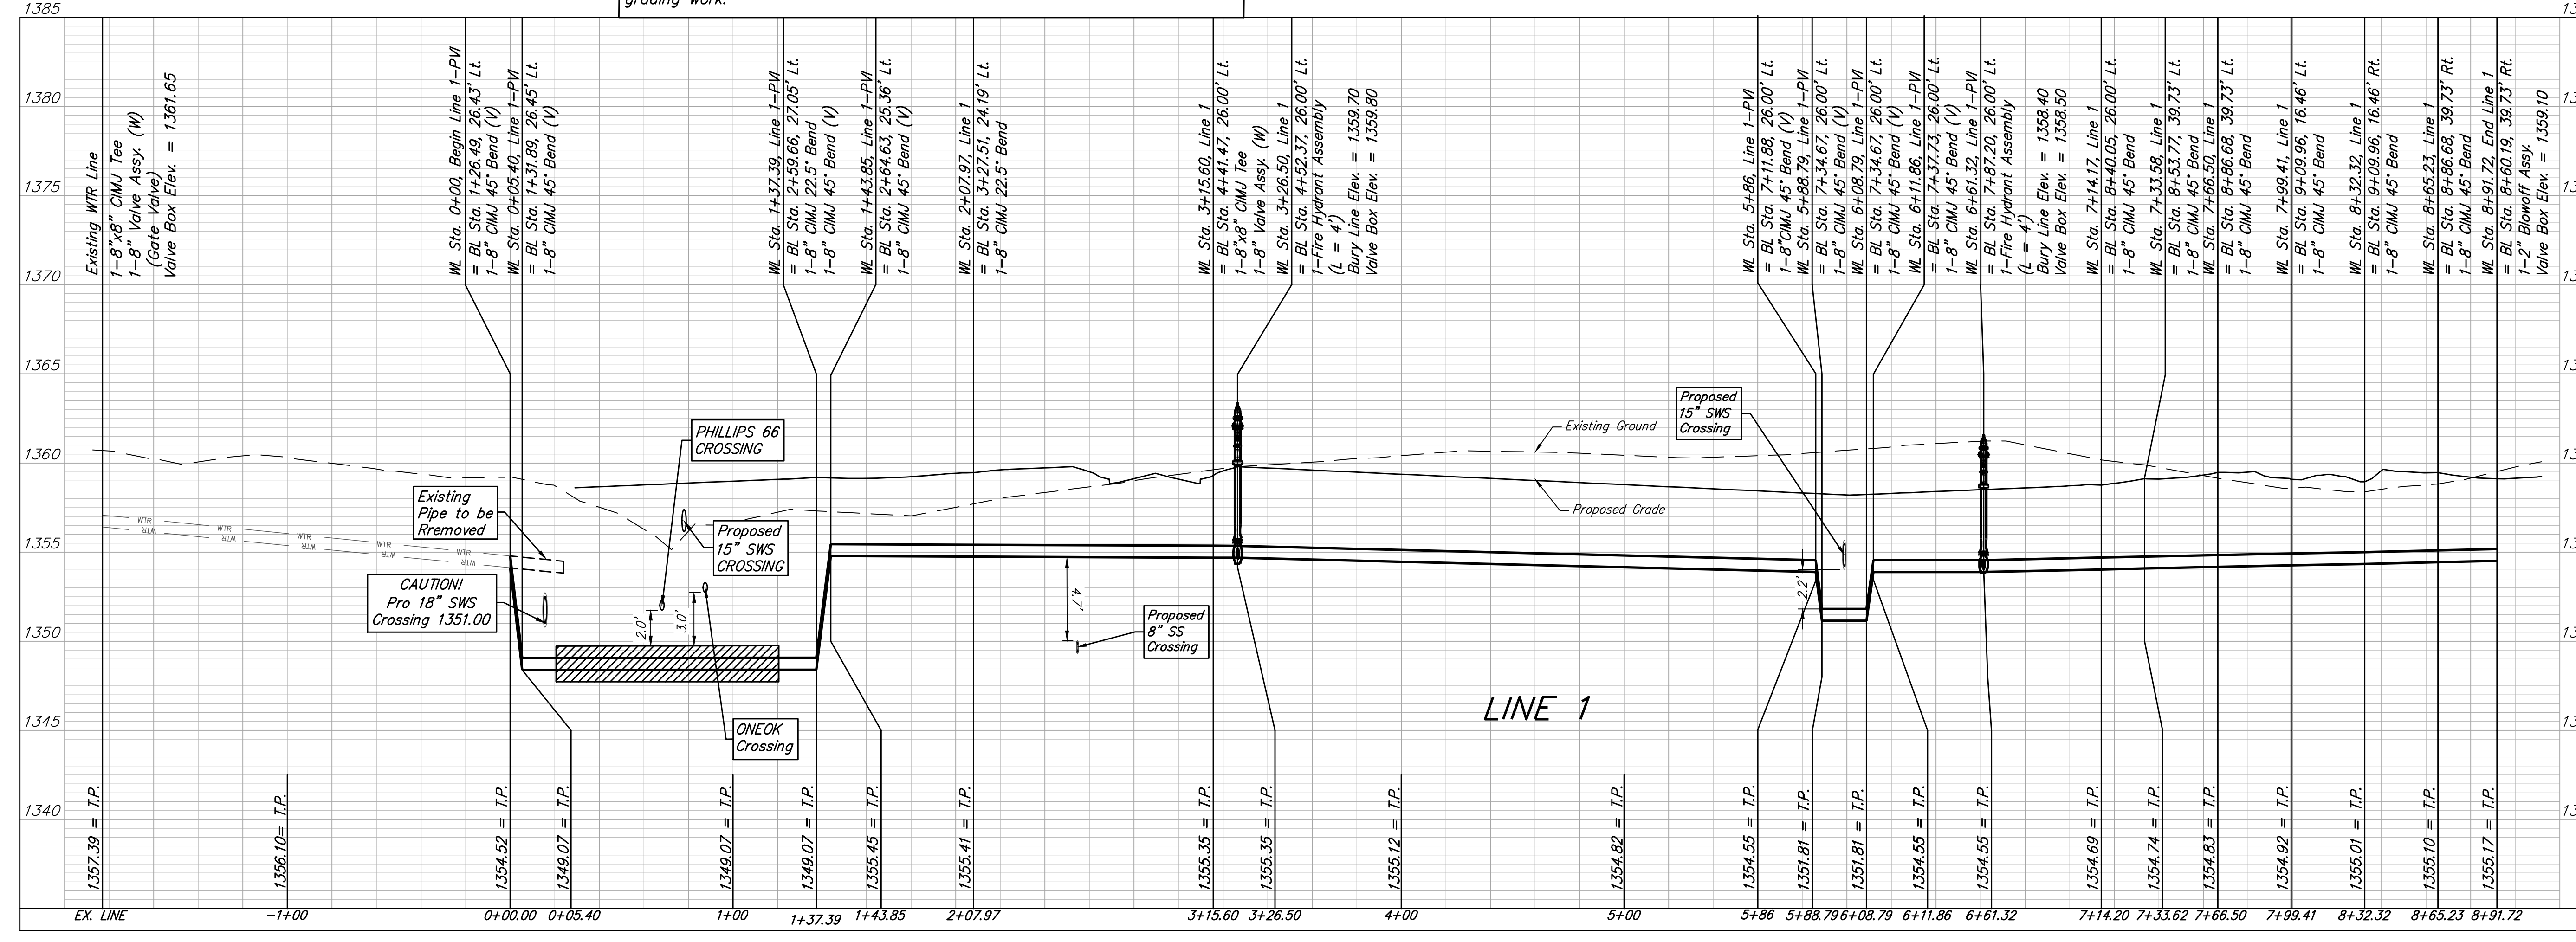 grading work.
1385
1380
1375
1370
1365
1360
1355
1350
1345
1340
Existing WTR Line
1-8"x8" CIMJ Tee
1-8" Valve Assy. (W)
(Gate Valve)
Valve Box Elev. = 1361.65
WL Sta. 0+00, Begin Line 1-PVI
= BL Sta. 1+26.49, 26.43' Lt.
1-8" CIMJ 45° Bend (V)
WL Sta. 0+05.40, Line 1-PVI
= BL Sta. 1+31.89, 26.45' Lt.
1-8" CIMJ 45° Bend (V)
WL Sta. 1+37.39, Line 1-PVI
= BL Sta. 2+59.66, 27.05' Lt.
1-8" CIMJ 22.5° Bend
1-8" CIMJ 45° Bend (V)
WL Sta. 1+43.85, Line 1-PVI
= BL Sta. 2+64.63, 25.36' Lt.
1-8" CIMJ 45° Bend (V)
WL Sta. 2+07.97, Line 1
= BL Sta. 3+27.51, 24.19' Lt.
1-8" CIMJ 22.5° Bend
WL Sta. 3+15.60, Line 1
= BL Sta. 4+41.47, 26.00' Lt.
1-8"x8" CIMJ Tee
1-8" Valve Assy. (W)
WL Sta. 3+26.50, Line 1
= BL Sta. 4+52.37, 26.00' Lt.
1-Fire Hydrant Assembly
(L = 4')
Bury Line Elev. = 1359.70
Valve Box Elev. = 1359.80
WL Sta. 5+86, Line 1-PVI
= BL Sta. 7+11.88, 26.00' Lt.
1-8"CIMJ 45° Bend (V)
WL Sta. 5+88.79, Line 1-PVI
= BL Sta. 7+34.67, 26.00' Lt.
1-8" CIMJ 45° Bend (V)
WL Sta. 6+08.79, Line 1-PVI
= BL Sta. 7+34.67, 26.00' Lt.
1-8" CIMJ 45° Bend (V)
WL Sta. 6+11.86, Line 1-PVI
= BL Sta. 7+37.73, 26.00' Lt.
1-8" CIMJ 45° Bend (V)
WL Sta. 6+61.32, Line 1-PVI
= BL Sta. 7+87.20, 26.00' Lt.
1-Fire Hydrant Assembly
(L = 4')
Bury Line Elev. = 1358.40
Valve Box Elev. = 1358.50
WL Sta. 7+14.17, Line 1
= BL Sta. 8+40.05, 26.00' Lt.
1-8" CIMJ 45° Bend
WL Sta. 7+33.58, Line 1
= BL Sta. 8+53.77, 39.73' Lt.
1-8" CIMJ 45° Bend
WL Sta. 7+66.50, Line 1
= BL Sta. 8+86.68, 39.73' Lt.
1-8" CIMJ 45° Bend
WL Sta. 7+99.41, Line 1
= BL Sta. 9+09.96, 16.46' Lt.
1-8" CIMJ 45° Bend
WL Sta. 8+32.32, Line 1
= BL Sta. 9+09.96, 16.46' Rt.
1-8" CIMJ 45° Bend
WL Sta. 8+65.23, Line 1
= BL Sta. 8+86.68, 39.73' Rt.
1-8" CIMJ 45° Bend
WL Sta. 8+91.72, End Line 1
= BL Sta. 8+60.19, 39.73' Rt.
1-2" Blowoff Assy.
Valve Box Elev. = 1359.10
PHILLIPS 66
CROSSING
Existing
Pipe to be
Rremoved
Proposed
15" SWS
CROSSING
CAUTION!
Pro 18" SWS
Crossing 1351.00
ONEOK
Crossing
Proposed
8" SS
Crossing
Proposed
15" SWS
Crossing
Existing Ground
Proposed Grade
WTR WTR WTR WTR WTR
WTR WTR WTR WTR WTR
2.0'
3.0'
4.7'
2.2'
LINE 1
1357.39 = T.P.
1356.10= T.P.
1354.52 = T.P.
1349.07 = T.P.
1349.07 = T.P.
1349.07 = T.P.
1355.45 = T.P.
1355.41 = T.P.
1355.35 = T.P.
1355.35 = T.P.
1355.12 = T.P.
1354.82 = T.P.
1354.55 = T.P.
1351.81 = T.P.
1351.81 = T.P.
1354.55 = T.P.
1354.55 = T.P.
1354.69 = T.P.
1354.74 = T.P.
1354.83 = T.P.
1354.92 = T.P.
1355.01 = T.P.
1355.10 = T.P.
1355.17 = T.P.
EX. LINE -1+00 0+00.00 0+05.40 1+00 1+37.39 1+43.85 2+07.97 3+15.60 3+26.50 4+00 5+00 5+86 5+88.79 6+08.79 6+11.86 6+61.32 7+14.20 7+33.62 7+66.50 7+99.41 8+32.32 8+65.23 8+91.72